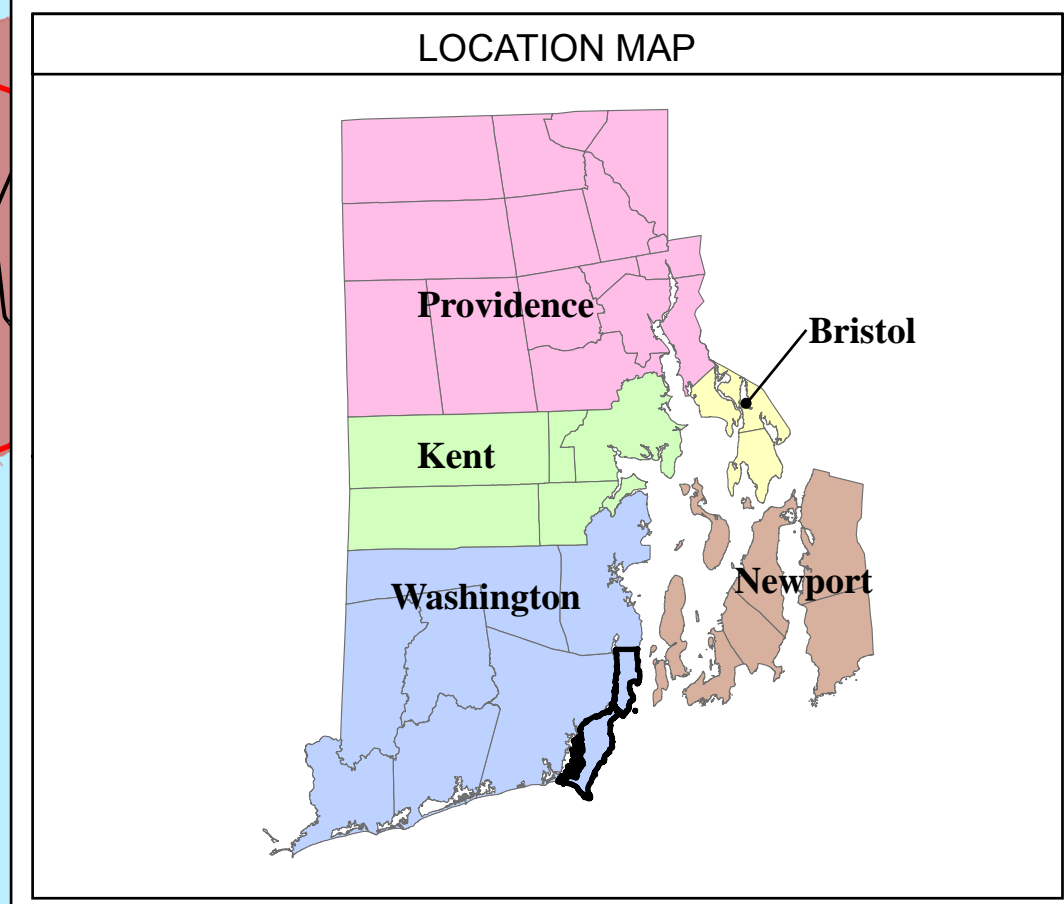 LOCATION MAP
Providence
Bristol
Kent
Newport
Washington